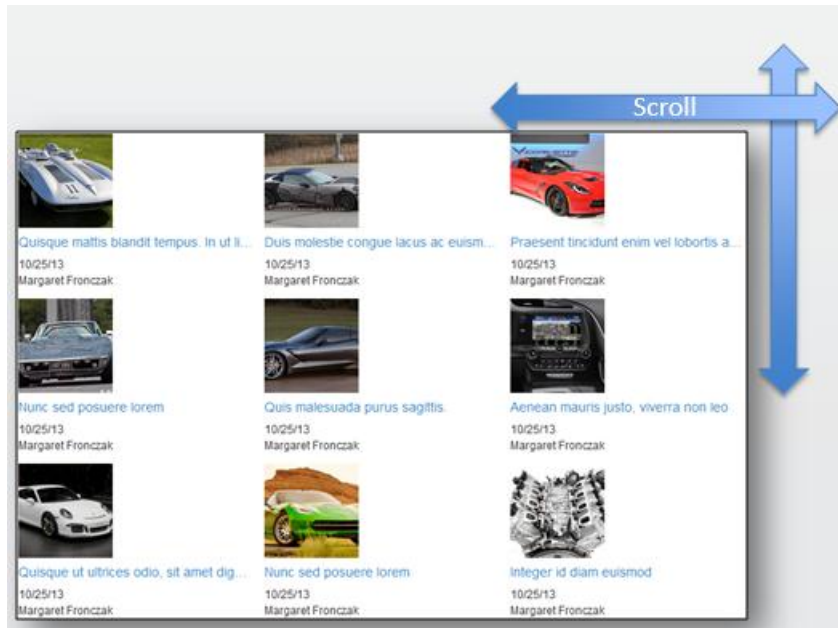 Scroll
CORVETTE
Quisque mattis blandit tempus. In ut li...
Duis molestie congue lacus ac euism...
Praesent tincidunt enim vel lobortis a...
10/25/13
10/25/13
10/25/13
Margaret Fronczak
Margaret Fronczak
Margaret Fronczak
Nunc sed posuere lorem
Quis malesuada purus sagittis.
Aenean mauris justo, viverra non leo
10/25/13
10/25/13
10/25/13
Margaret Fronczak
Margaret Fronczak
Margaret Fronczak
Quisque ut ultrices odio, sit amet dig...
Nunc sed posuere lorem
Integer id diam euismod
10/25/13
10/25/13
10/25/13
Margaret Fronczak
Margaret Fronczak
Margaret Fronczak